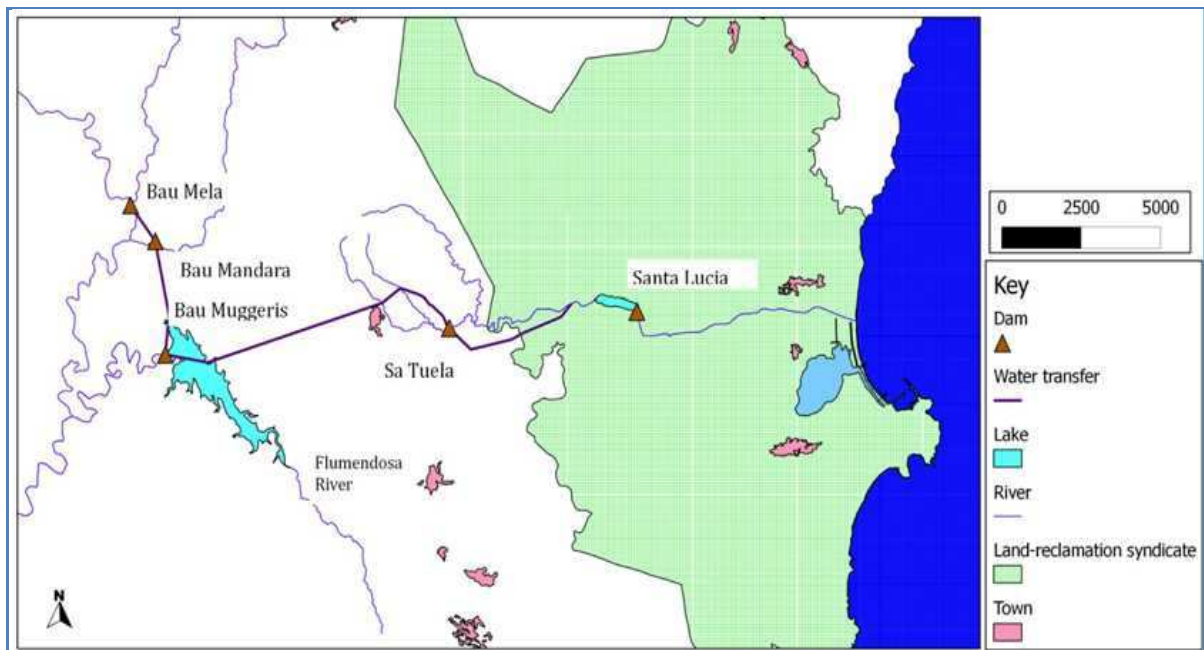 Bau Mela
Bau Mandara
Bau Muggeris
Santa Lucia
Sa Tuela
Flumendosa
River
N
0 2500 5000
Key
Dam
Water transfer
Lake
River
Land-reclamation syndicate
Town